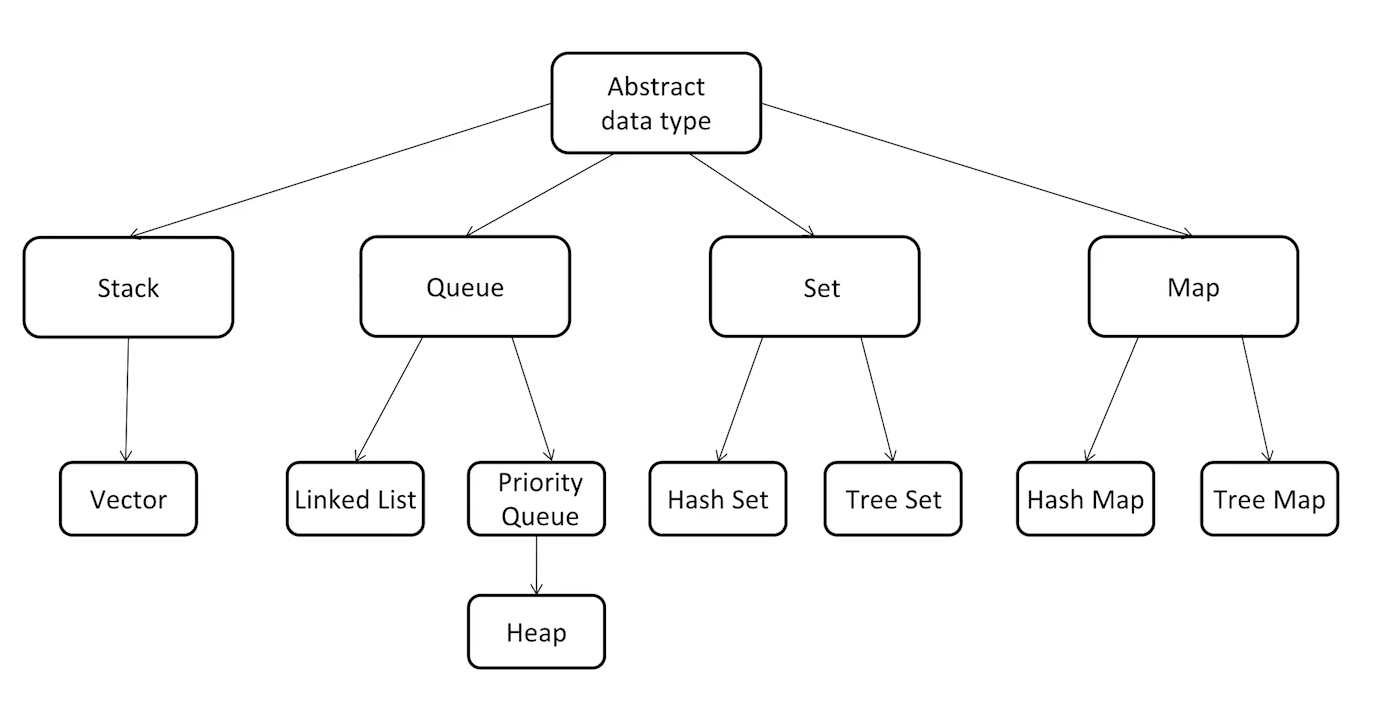 Abstract
data type
Stack
Queue
Set
Map
Vector
Linked List
Priority
Queue
Hash Set
Tree Set
Hash Map
Tree Map
Heap